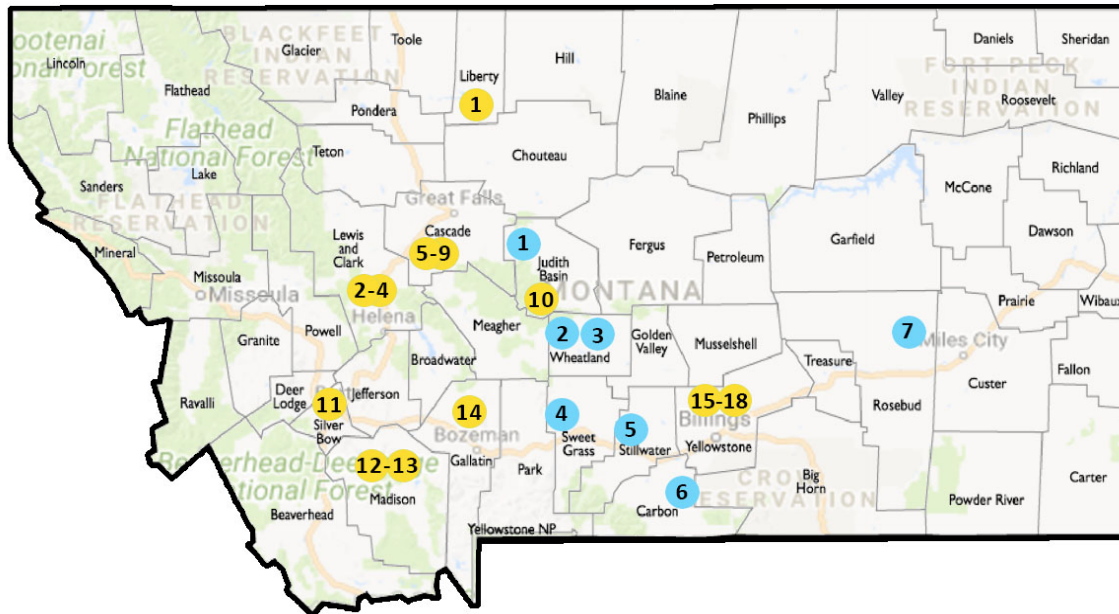 Kootenai
National Forest
Lincoln
Flathead
BLACKFEET
INDIAN
RESERVATION
Glacier
Toole
Liberty
1
Hill
Blaine
Phillips
Valley
Daniels
Sheridan
FORT PECK
INDIAN
RESERVATION
Roosevelt
Pondera
Flathead
National Forest
Teton
Chouteau
Richland
McCone
Sanders
Lake
FLATHEAD
RESERVATION
Great Falls
Cascade
5-9
1
Judith
Basin
Fergus
Petroleum
Garfield
Dawson
Mineral
Missoula
Missoula
Lewis
and
Clark
2-4
Helena
10
MONTANA
Prairie
Wibaux
Powell
Granite
Meagher
2
3
Wheatland
Golden
Valley
Musselshell
Treasure
7
Miles City
Custer
Fallon
Broadwater
Ravalli
Deer
Lodge
11
Silver
Bow
Jefferson
14
Bozeman
Gallatin
Park
4
Sweet
Grass
5
Stillwater
15-18
Billings
Yellowstone
Rosebud
Beaverhead-Deerlodge
National Forest
12-13
Madison
Beaverhead
6
Carbon
CROW
RESERVATION
Big
Horn
Powder River
Carter
Yellowstone NP